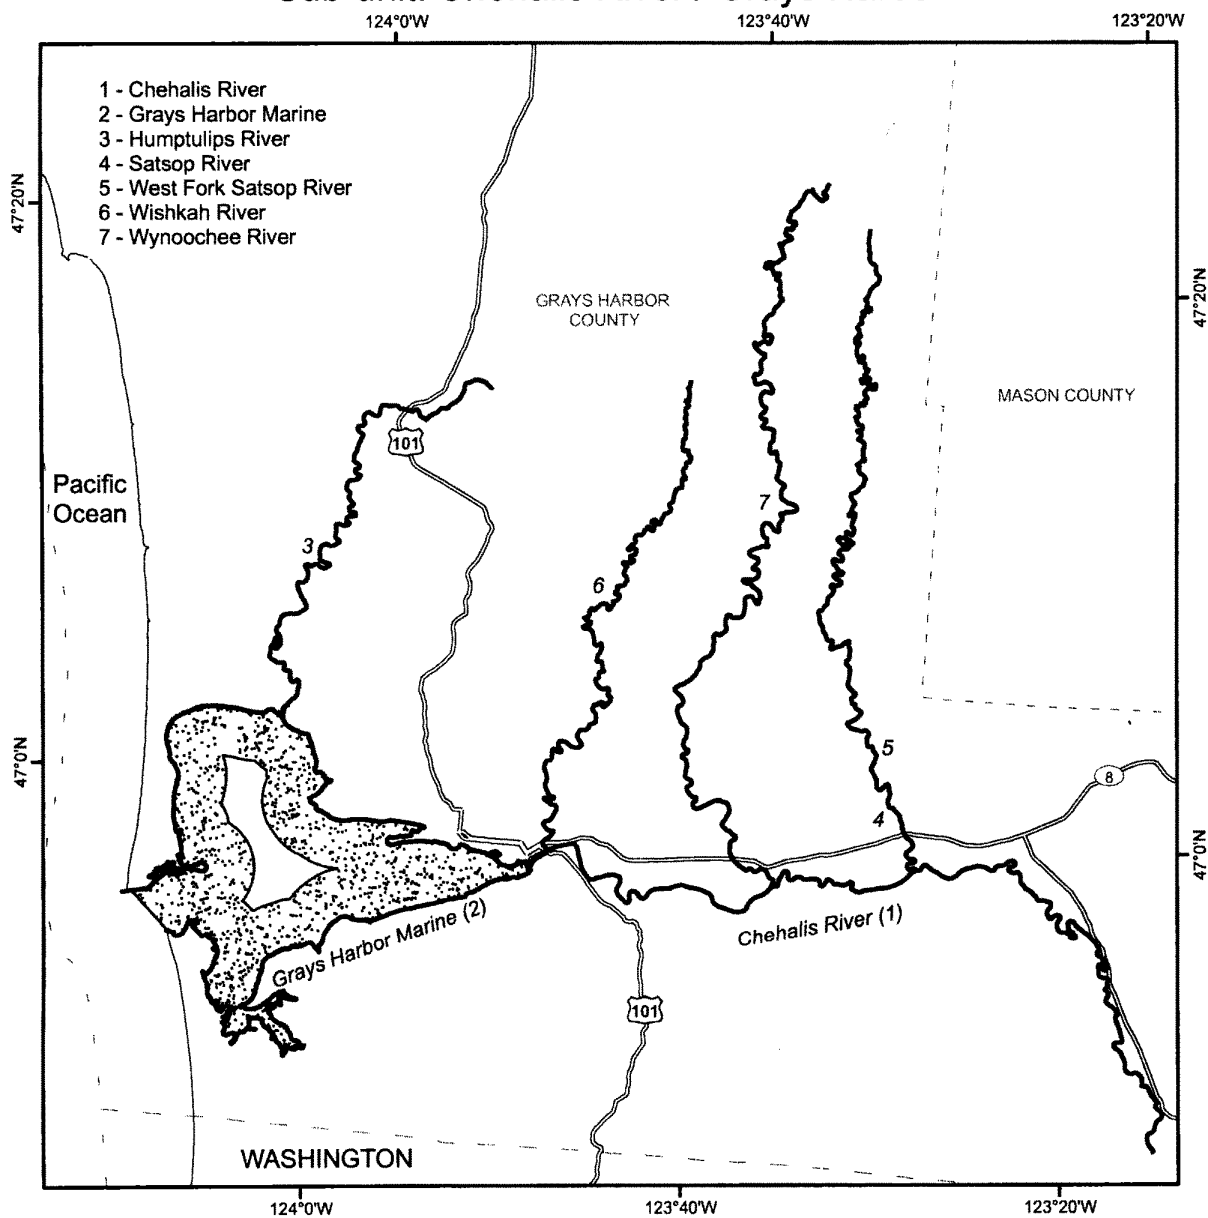 124°0'W 123°40'W 123°20'W
1 - Chehalis River
2 - Grays Harbor Marine
3 - Humptulips River
4 - Satsop River
5 - West Fork Satsop River
6 - Wishkah River
7 - Wynoochee River
47°20'N
47°20'N
GRAYS HARBOR
COUNTY
MASON COUNTY
101
Pacific
Ocean
7
3
6
5
47°0'N
8
4
47°0'N
Grays Harbor Marine (2)
Chehalis River (1)
101
WASHINGTON
124°0'W 123°40'W 123°20'W